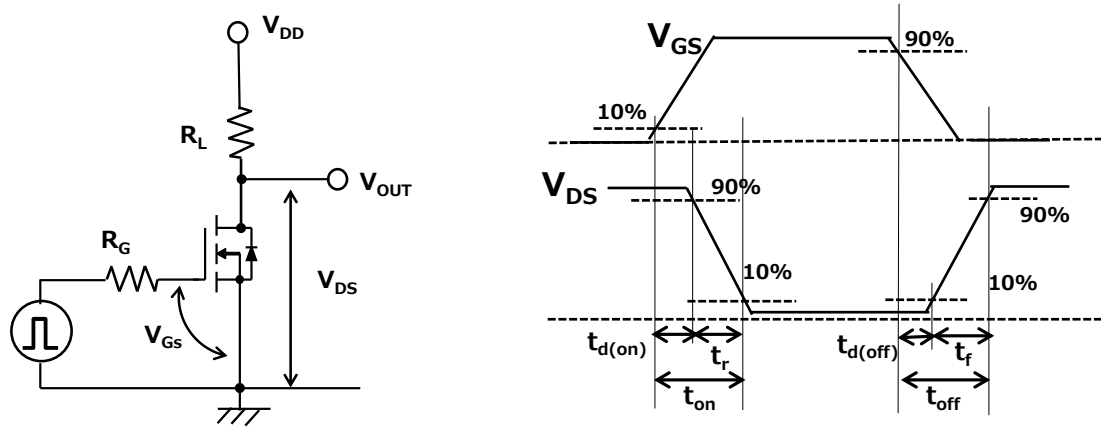 VDD
RL
VOUT
RG
VDS
VGs
VGS
10%
90%
VDS
90%
10%
90%
10%
td(on)
tr
ton
td(off)
tf
toff